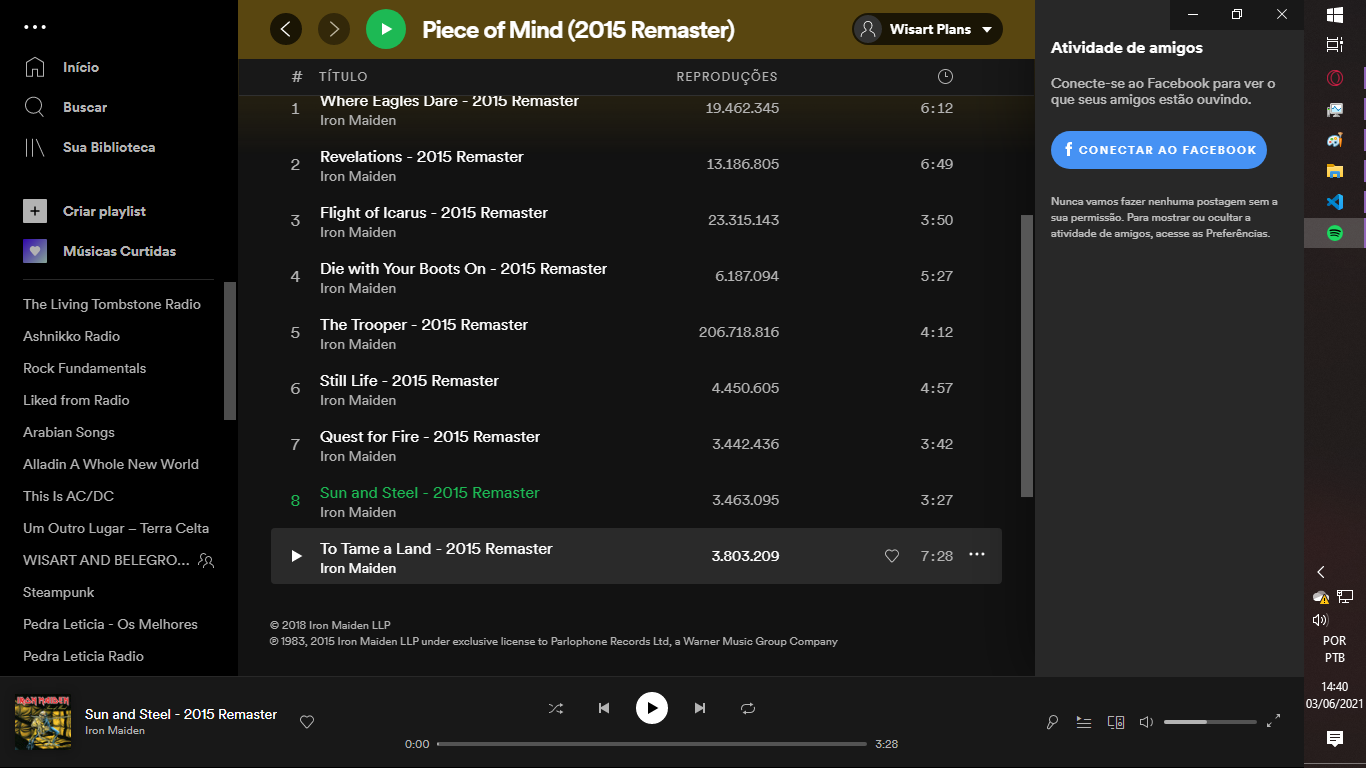 Início
Buscar
Sua Biblioteca
Criar playlist
Músicas Curtidas
The Living Tombstone Radio
Ashnikko Radio
Rock Fundamentals
Liked from Radio
Arabian Songs
Alladin A Whole New World
This Is AC/DC
Um Outro Lugar – Terra Celta
WISART AND BELEGRO...
Steampunk
Pedra Leticia - Os Melhores
Pedra Leticia Radio
Piece of Mind (2015 Remaster)
Wisart Plans
# TÍTULO REPRODUÇÕES
1 Where Eagles Dare - 2015 Remaster 19.462.345 6:12
Iron Maiden
2 Revelations - 2015 Remaster 13.186.805 6:49
Iron Maiden
3 Flight of Icarus - 2015 Remaster 23.315.143 3:50
Iron Maiden
4 Die with Your Boots On - 2015 Remaster 6.187.094 5:27
Iron Maiden
5 The Trooper - 2015 Remaster 206.718.816 4:12
Iron Maiden
6 Still Life - 2015 Remaster 4.450.605 4:57
Iron Maiden
7 Quest for Fire - 2015 Remaster 3.442.436 3:42
Iron Maiden
8 Sun and Steel - 2015 Remaster 3.463.095 3:27
Iron Maiden
To Tame a Land - 2015 Remaster 3.803.209 7:28
Iron Maiden
© 2018 Iron Maiden LLP
℗ 1983, 2015 Iron Maiden LLP under exclusive license to Parlophone Records Ltd, a Warner Music Group Company
Atividade de amigos
Conecte-se ao Facebook para ver o
que seus amigos estão ouvindo.
f CONECTAR AO FACEBOOK
Nunca vamos fazer nenhuma postagem sem a
sua permissão. Para mostrar ou ocultar a
atividade de amigos, acesse as Preferências.
IRON MAIDEN
Sun and Steel - 2015 Remaster
Iron Maiden
0:00 3:28
POR
PTB
14:40
03/06/2021